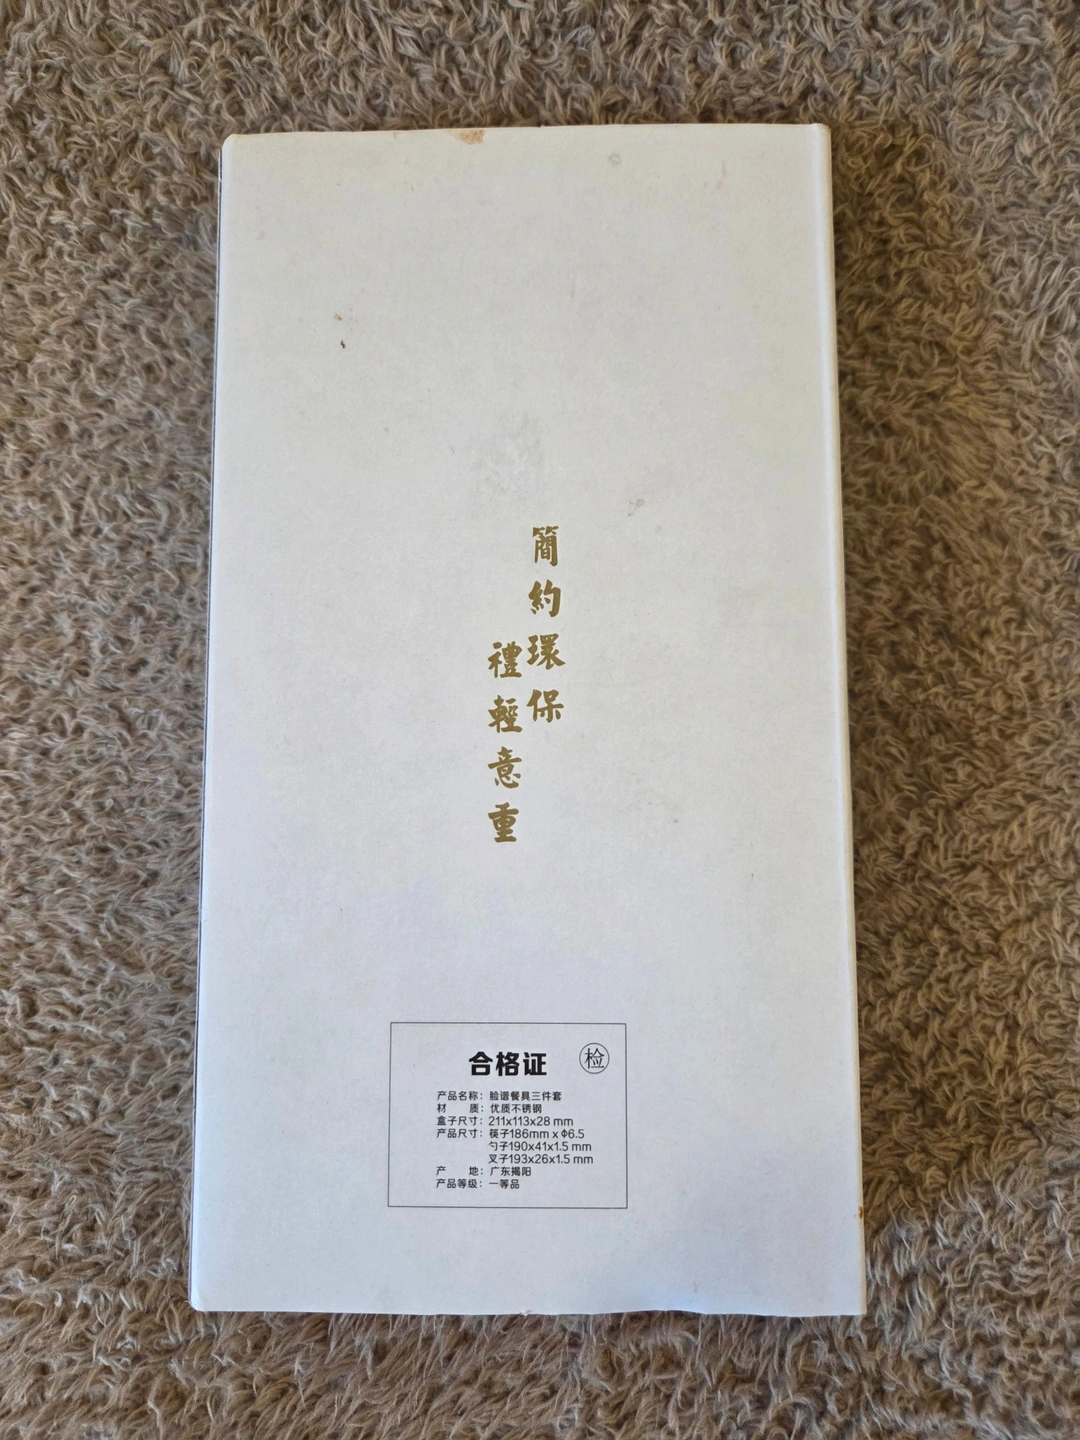 簡約環保
禮輕意重
合格证 检
产品名称：脸谱餐具三件套
材　　质：优质不锈钢
盒子尺寸：211x113x28 mm
产品尺寸：筷子186mm x Φ6.5
勺子190x41x1.5 mm
叉子193x26x1.5 mm
产　　地：广东揭阳
产品等级：一等品